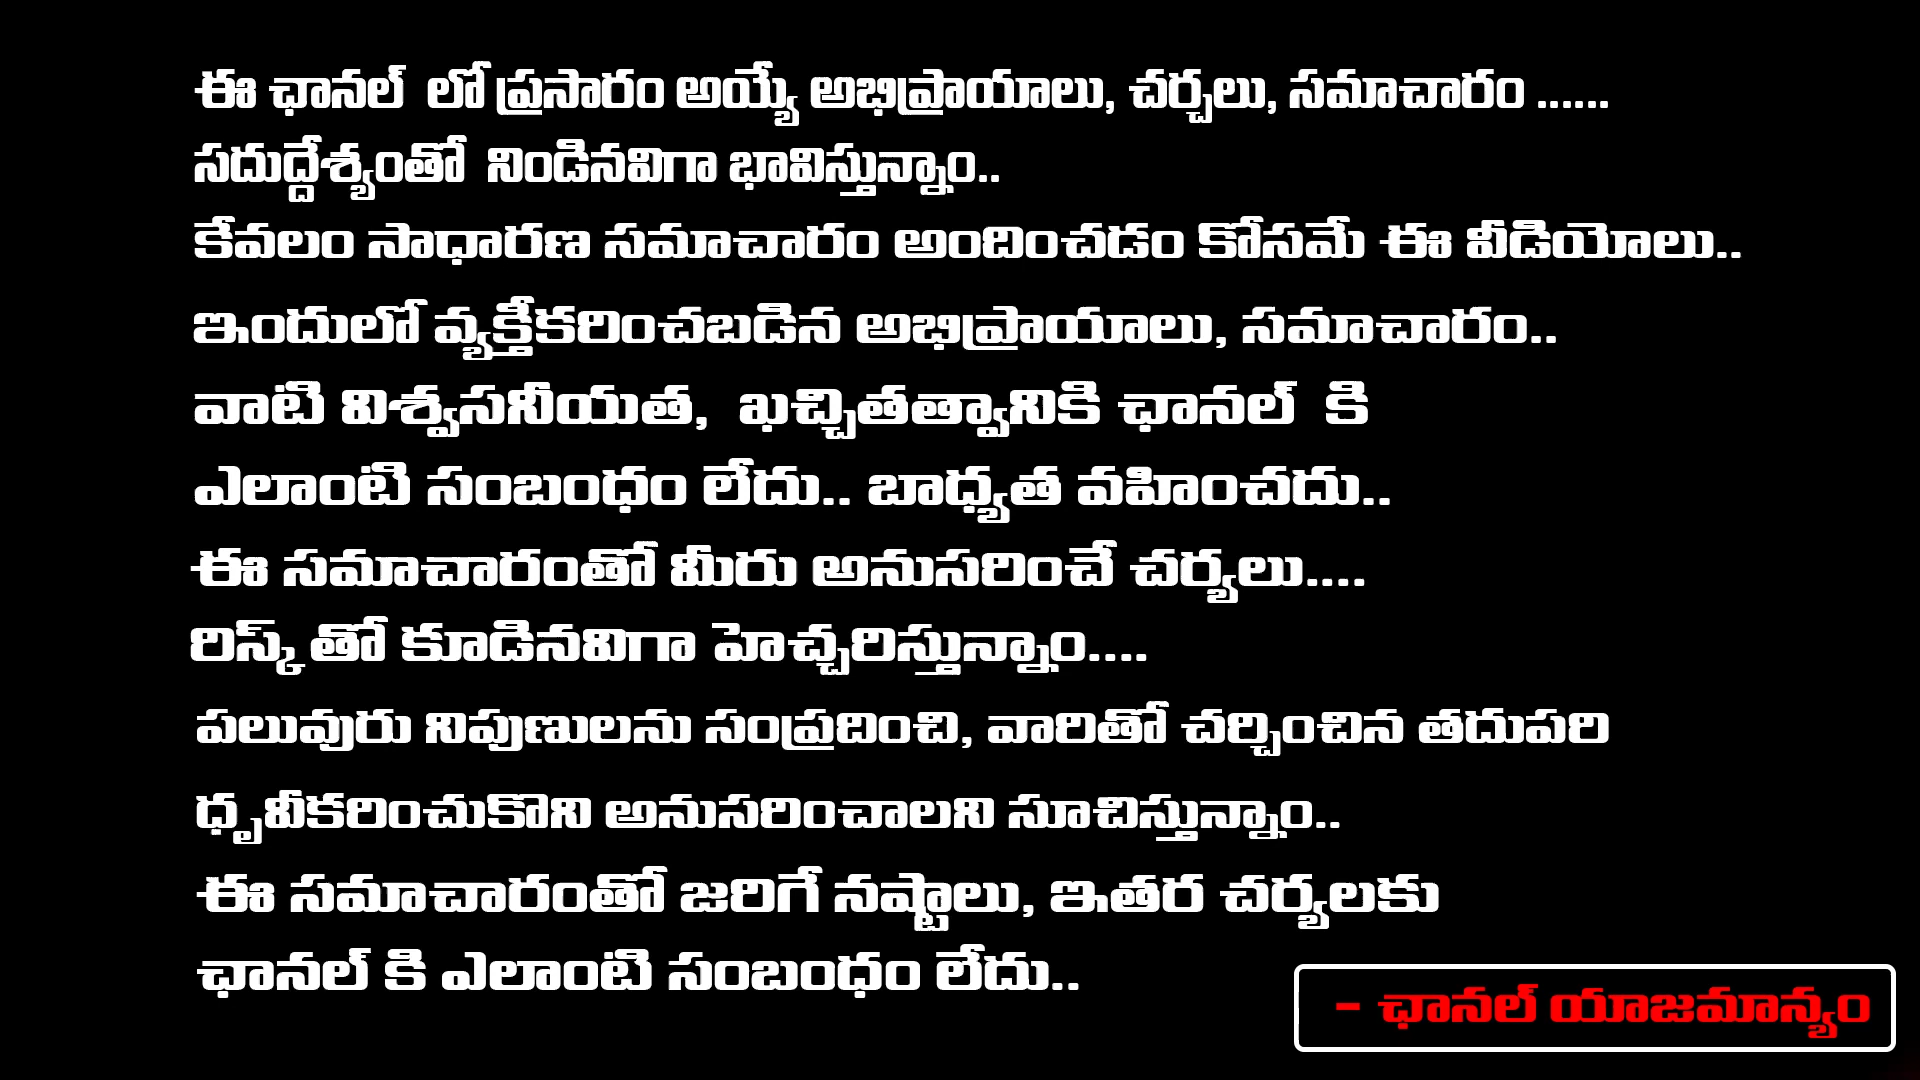 ఈ ఛానల్ లో ప్రసారం అయ్యే అభిప్రాయాలు, చర్చలు, సమాచారం ......
సదుద్దేశ్యంతో నిండినవిగా భావిస్తున్నాం..
కేవలం సాధారణ సమాచారం అందించడం కోసమే ఈ వీడియోలు..
ఇందులో వ్యక్తీకరించబడిన అభిప్రాయాలు, సమాచారం..
వాటి విశ్వసనీయత, ఖచ్చితత్వానికి ఛానల్ కి
ఎలాంటి సంబంధం లేదు.. బాధ్యత వహించదు..
ఈ సమాచారంతో మీరు అనుసరించే చర్యలు....
రిస్క్ తో కూడినవిగా హెచ్చరిస్తున్నాం....
పలువురు నిపుణులను సంప్రదించి, వారితో చర్చించిన తదుపరి
ధృవీకరించుకొని అనుసరించాలని సూచిస్తున్నాం..
ఈ సమాచారంతో జరిగే నష్టాలు, ఇతర చర్యలకు
ఛానల్ కి ఎలాంటి సంబంధం లేదు..
- ఛానల్ యాజమాన్యం